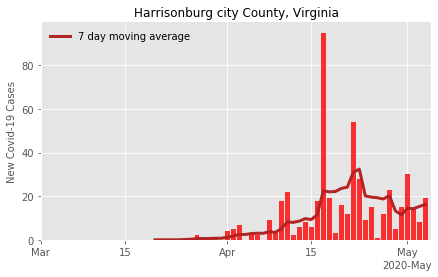 Harrisonburg city County, Virginia
7 day moving average
New Covid-19 Cases
80
60
40
20
0
Mar 15 Apr 15 May
2020-May